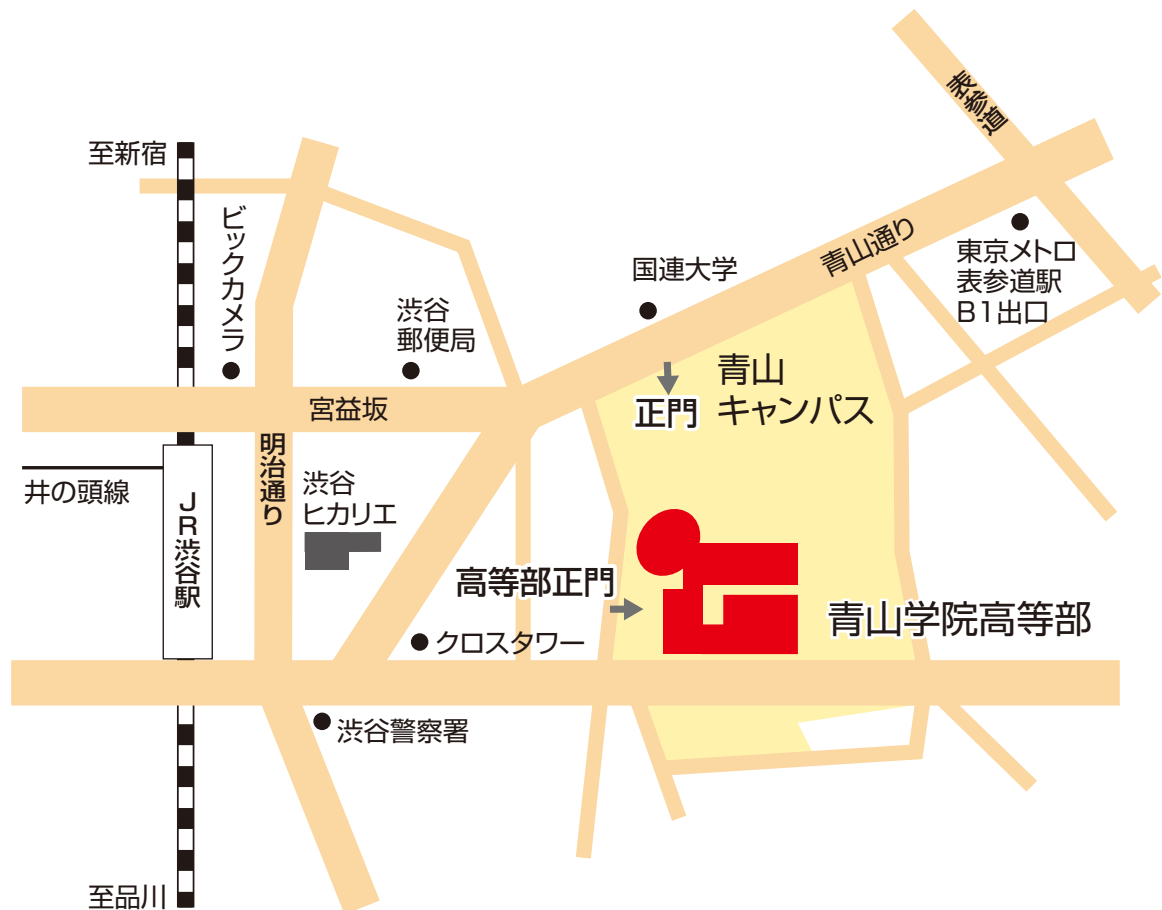 表参道
至新宿
ビックカメラ
青山通り
国連大学
東京メトロ
表参道駅
B1出口
渋谷
郵便局
青山
キャンパス
正門
宮益坂
明治通り
井の頭線
JR渋谷駅
渋谷
ヒカリエ
高等部正門
青山学院高等部
クロスタワー
渋谷警察署
至品川